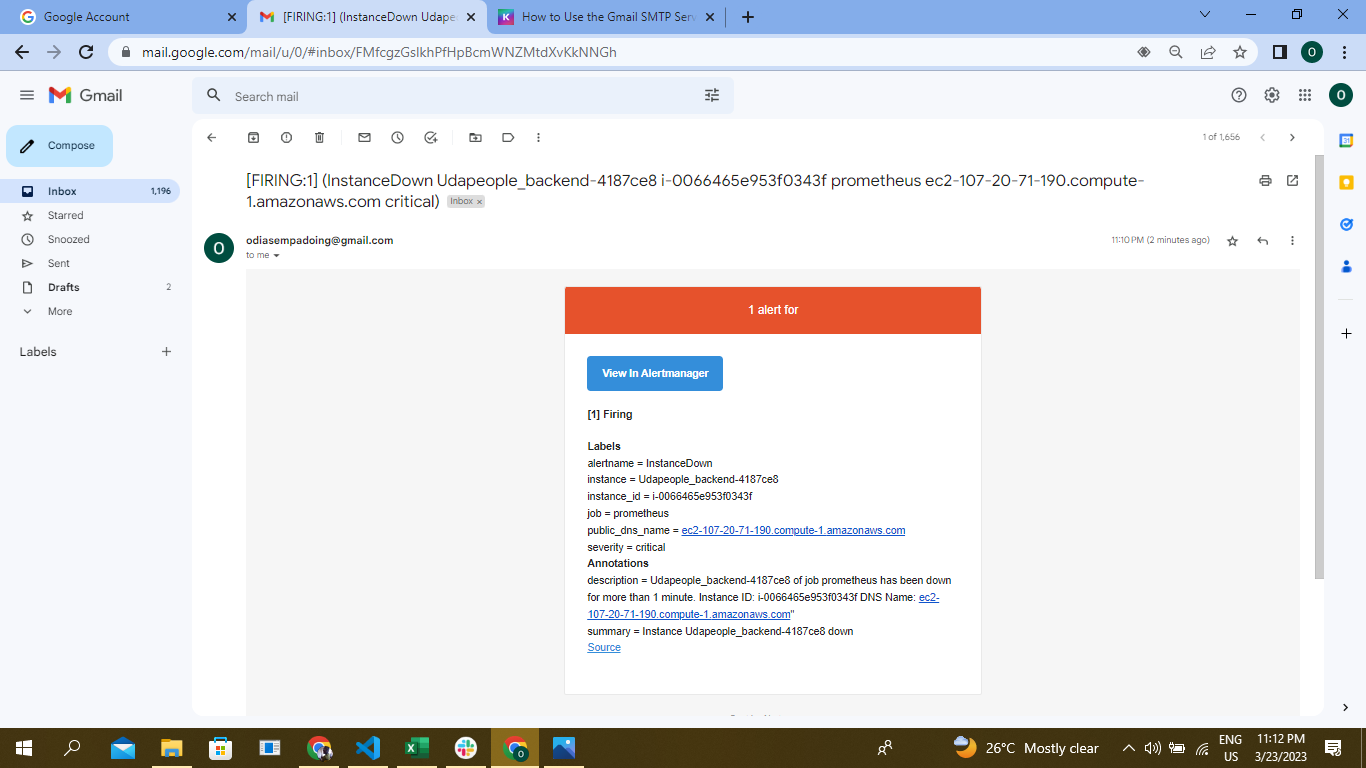 Google Account
[FIRING:1] (InstanceDown Udape
How to Use the Gmail SMTP Ser
mail.google.com/mail/u/0/#inbox/FMfcgzGslkhPfHpBcmWNZMtdXvKkNNGh
O
Gmail
Search mail
O
Compose
1 of 1,656
Inbox 1,196
Starred
Snoozed
Sent
Drafts 2
More
Labels
[FIRING:1] (InstanceDown Udapeople_backend-4187ce8 i-0066465e953f0343f prometheus ec2-107-20-71-190.compute-
1.amazonaws.com critical) Inbox ×
O
odiasempadoing@gmail.com
11:10 PM (2 minutes ago)
to me
1 alert for
View In Alertmanager
[1] Firing
Labels
alertname = InstanceDown
instance = Udapeople_backend-4187ce8
instance_id = i-0066465e953f0343f
job = prometheus
public_dns_name = ec2-107-20-71-190.compute-1.amazonaws.com
severity = critical
Annotations
description = Udapeople_backend-4187ce8 of job prometheus has been down
for more than 1 minute. Instance ID: i-0066465e953f0343f DNS Name: ec2-
107-20-71-190.compute-1.amazonaws.com"
summary = Instance Udapeople_backend-4187ce8 down
Source
26°C Mostly clear
ENG
US
11:12 PM
3/23/2023